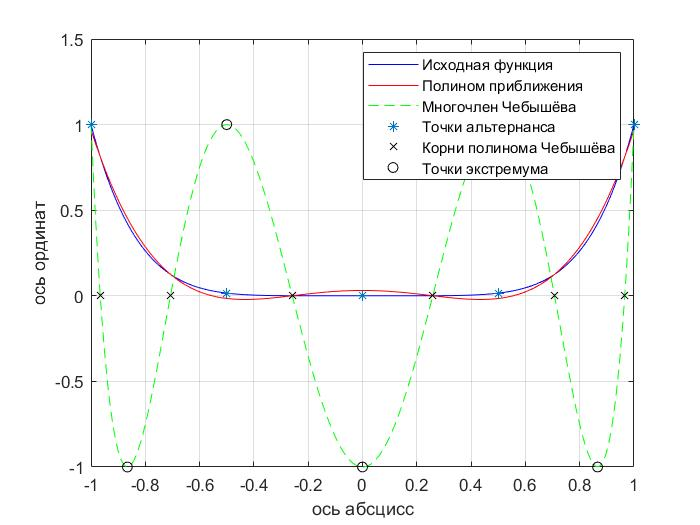 1.5
1
0.5
0
-0.5
-1
ось ординат
Исходная функция
Полином приближения
Многочлен Чебышёва
Точки альтернанса
Корни полинома Чебышёва
Точки экстремума
-1 -0.8 -0.6 -0.4 -0.2 0 0.2 0.4 0.6 0.8 1
ось абсцисс